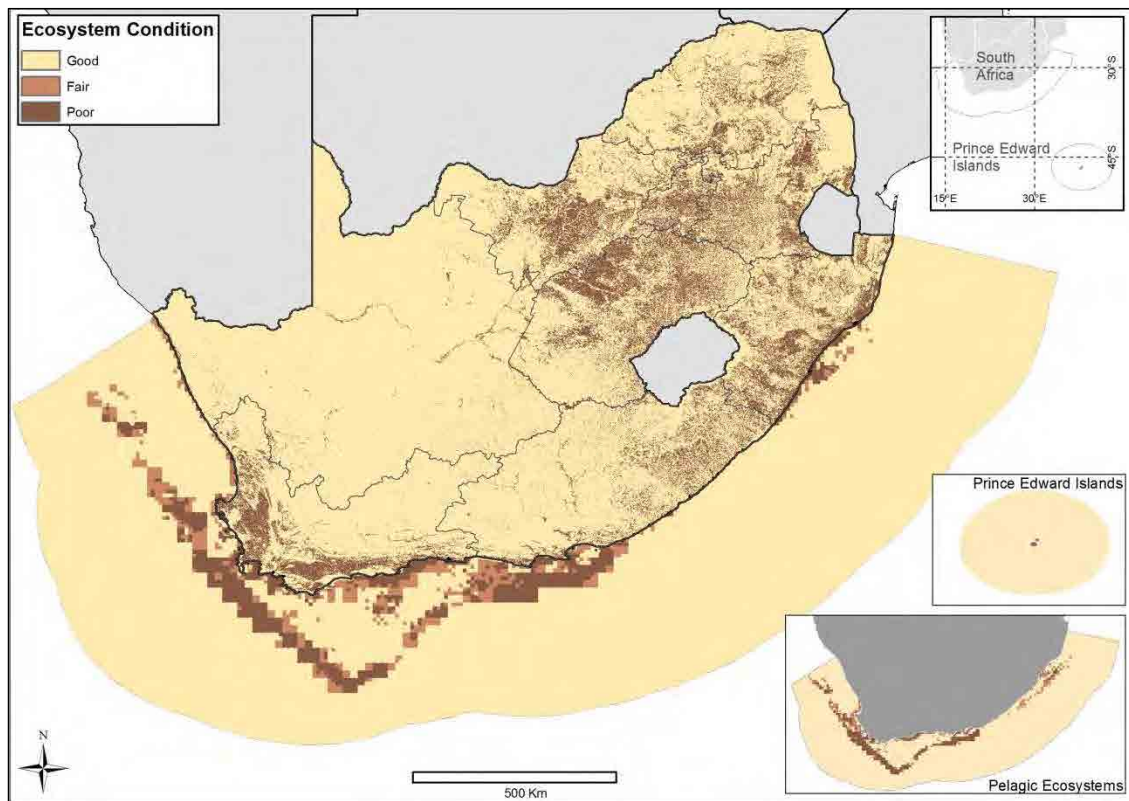 Ecosystem Condition
Good
Fair
Poor
South
Africa
Prince Edward
Islands
30°S
45°S
15°E
30°E
Prince Edward Islands
Pelagic Ecosystems
N
500 Km